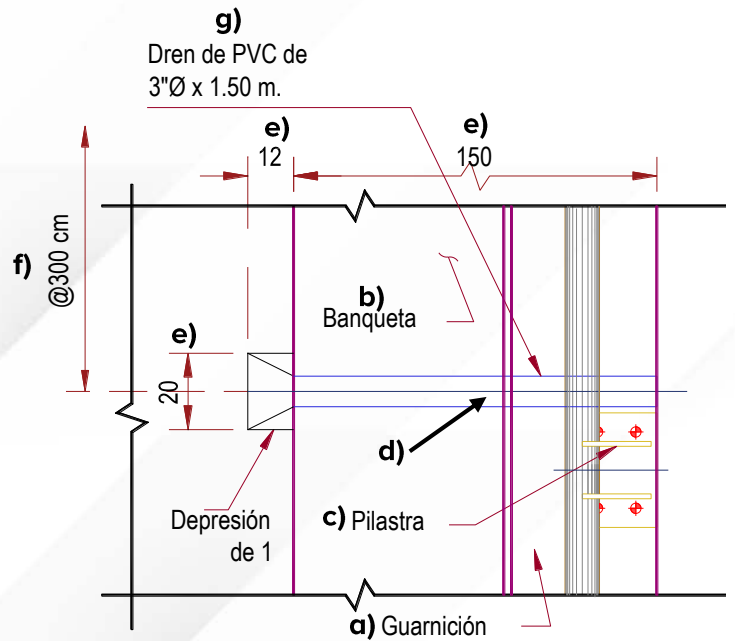 g)
Dren de PVC de
3"Ø x 1.50 m.
e)
12
e)
150
f)
@300 cm
b)
Banqueta
e)
20
d)
Depresión
de 1
c) Pilastra
a) Guarnición